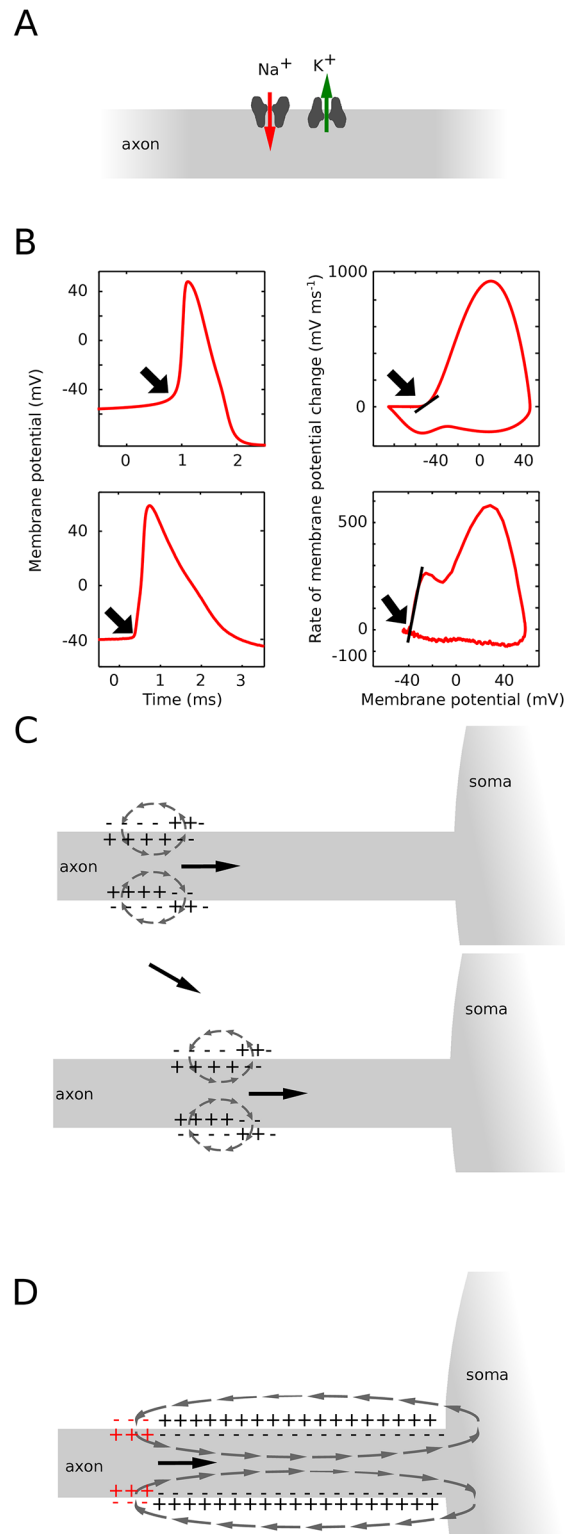 A
Na+ K+
axon
B
Membrane potential (mV)
40
0
-40
0 1 2
Rate of membrane potential change (mV ms-1)
1000
0
-40 0 40
40
0
-40
0 1 2 3
Time (ms)
500
0
-100
-40 0 40
Membrane potential (mV)
C
soma
- - - - - ++-
+ + + + - -
axon
++++ - -
- - - - ++ -
soma
- - - - - ++-
+ + + + -
axon
++++ - -
- - - - - ++ -
D
soma
- - - ++++++++++++++++++
+++ - - - - - - - - - - - - - - - - - -
axon
+++ - - - - - - - - - - - - - - - - - -
- - - ++++++++++++++++++